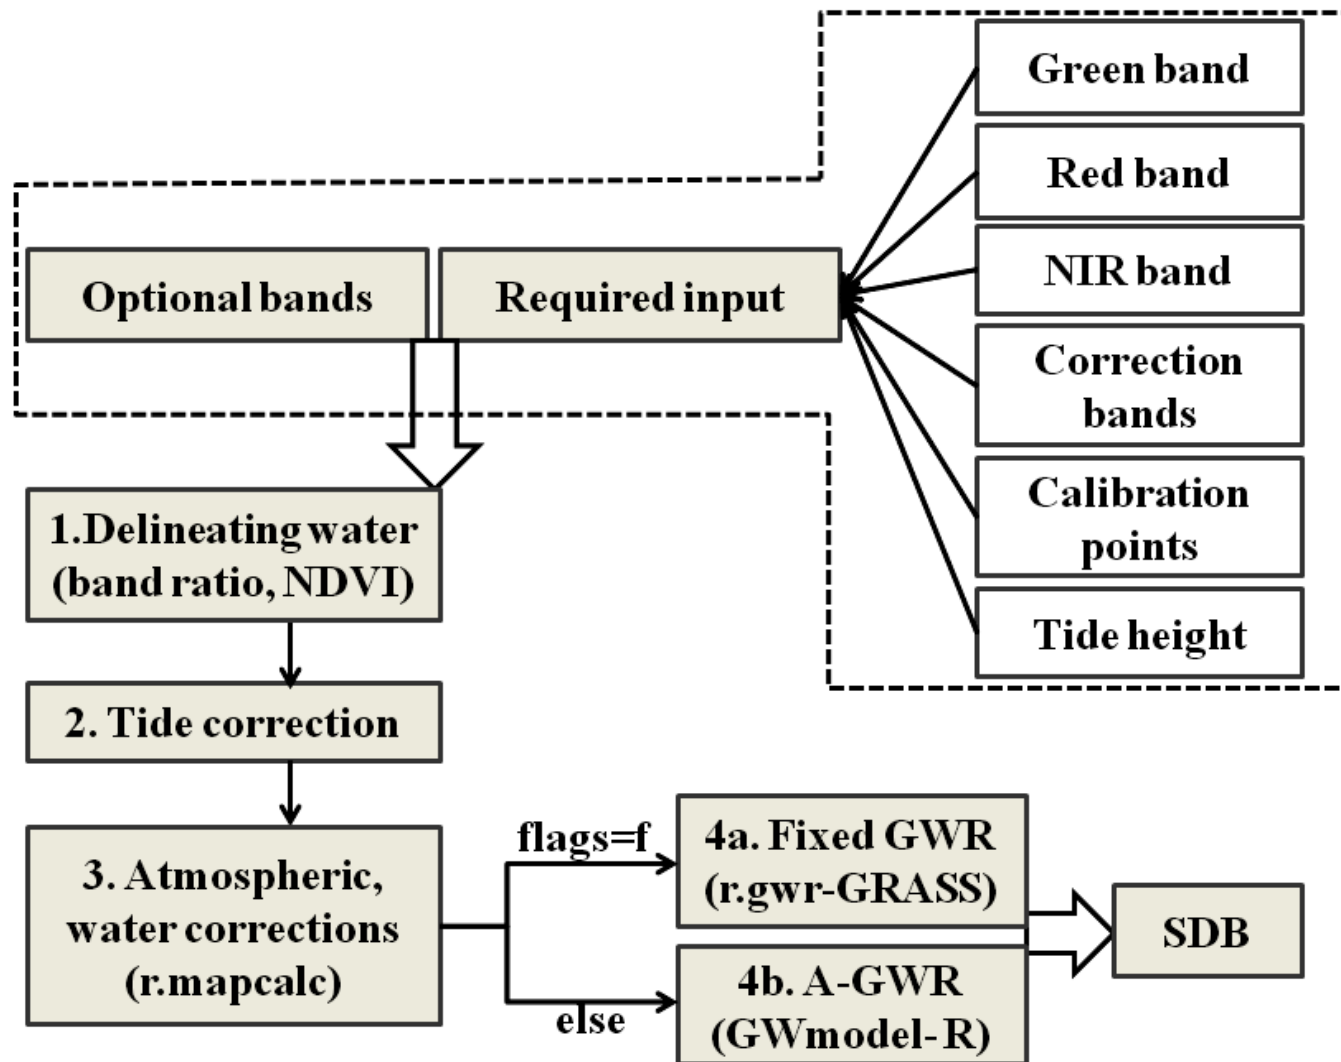 Green band
Red band
NIR band
Correction
bands
Calibration
points
Tide height
Optional bands
Required input
1.Delineating water
(band ratio, NDVI)
2. Tide correction
3. Atmospheric,
water corrections
(r.mapcalc)
flags=f
else
4a. Fixed GWR
(r.gwr-GRASS)
4b. A-GWR
(GWmodel-R)
SDB